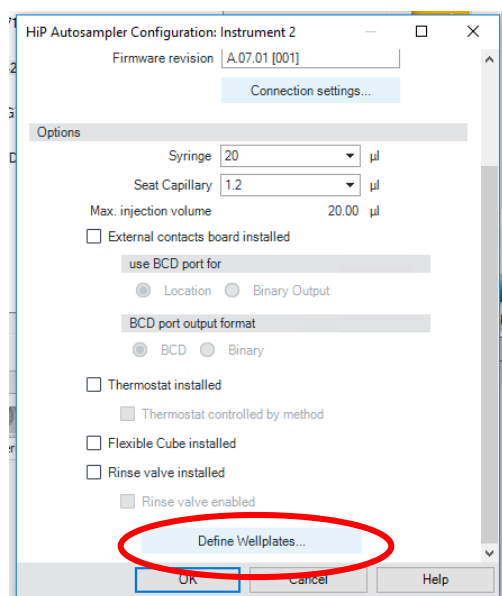 HiP Autosampler Configuration: Instrument 2
Firmware revision A.07.01 [001]
Connection settings...
Options
Syringe 20 µl
Seat Capillary 1.2 µl
Max. injection volume 20.00 µl
External contacts board installed
use BCD port for
Location Binary Output
BCD port output format
BCD Binary
Thermostat installed
Thermostat controlled by method
Flexible Cube installed
Rinse valve installed
Rinse valve enabled
Define Wellplates...
OK Cancel Help